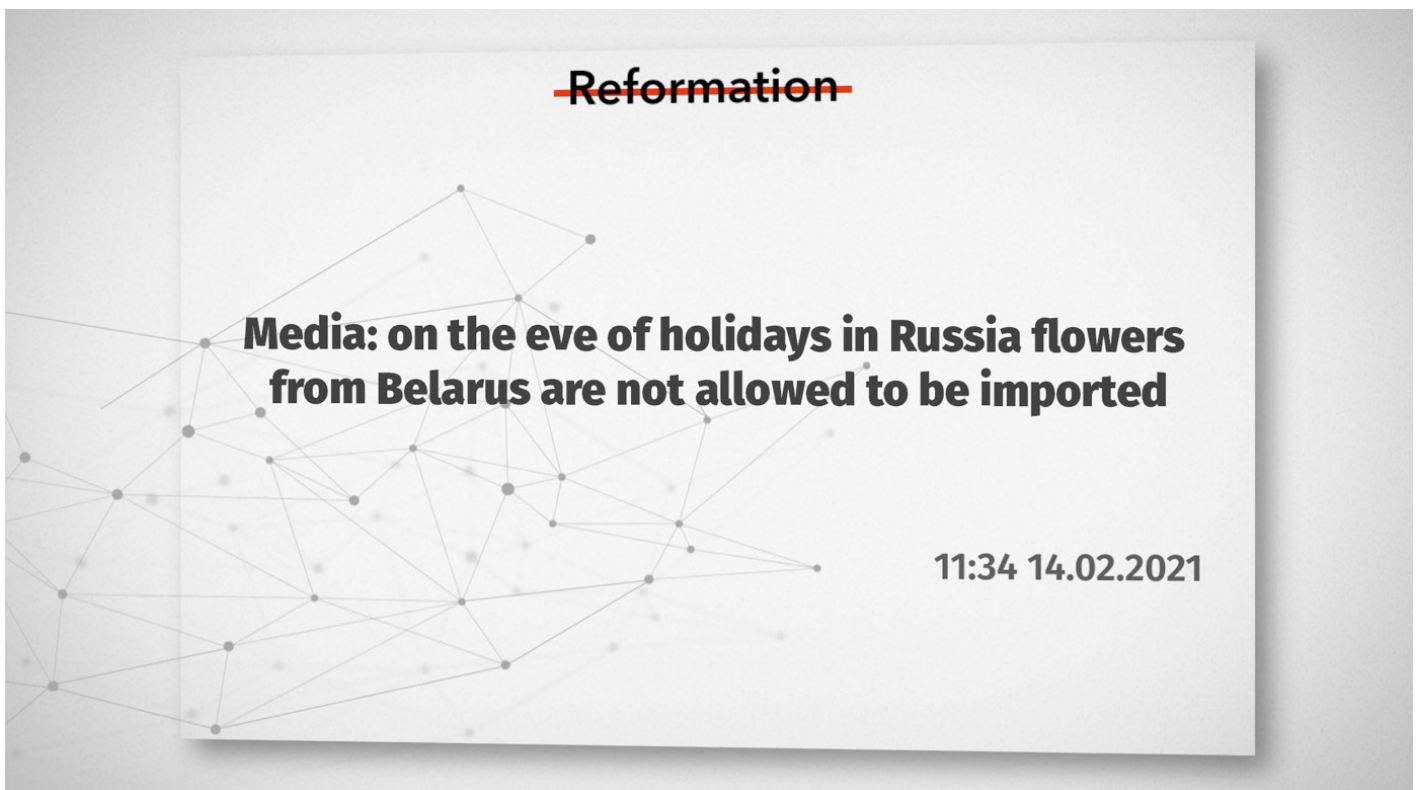 Reformation
Media: on the eve of holidays in Russia flowers
from Belarus are not allowed to be imported
11:34 14.02.2021